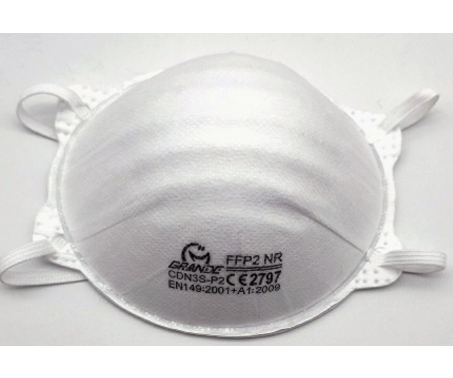 GRANDE FFP2 NR
CDN3S-P2 CE 2797
EN149:2001+A1:2009